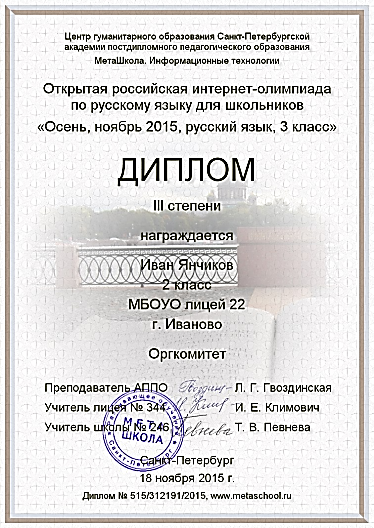 Центр гуманитарного образования Санкт-Петербургской
академии постдипломного педагогического образования
МетаШкола. Информационные технологии
Открытая российская интернет-олимпиада
по русскому языку для школьников
«Осень, ноябрь 2015, русский язык, 3 класс»
ДИПЛОМ
III степени
награждается
Иван Янчиков
2 класс
МБОУО лицей 22
г. Иваново
Оргкомитет
Преподаватель АППО Л. Г. Гвоздинская
Учитель лицея № 344 И. Е. Климович
Учитель школы № 246 Т. В. Певнева
МЕТА
ШКОЛА
Санкт-Петербург
18 ноября 2015 г.
Диплом № 515/312191/2015, www.metaschool.ru